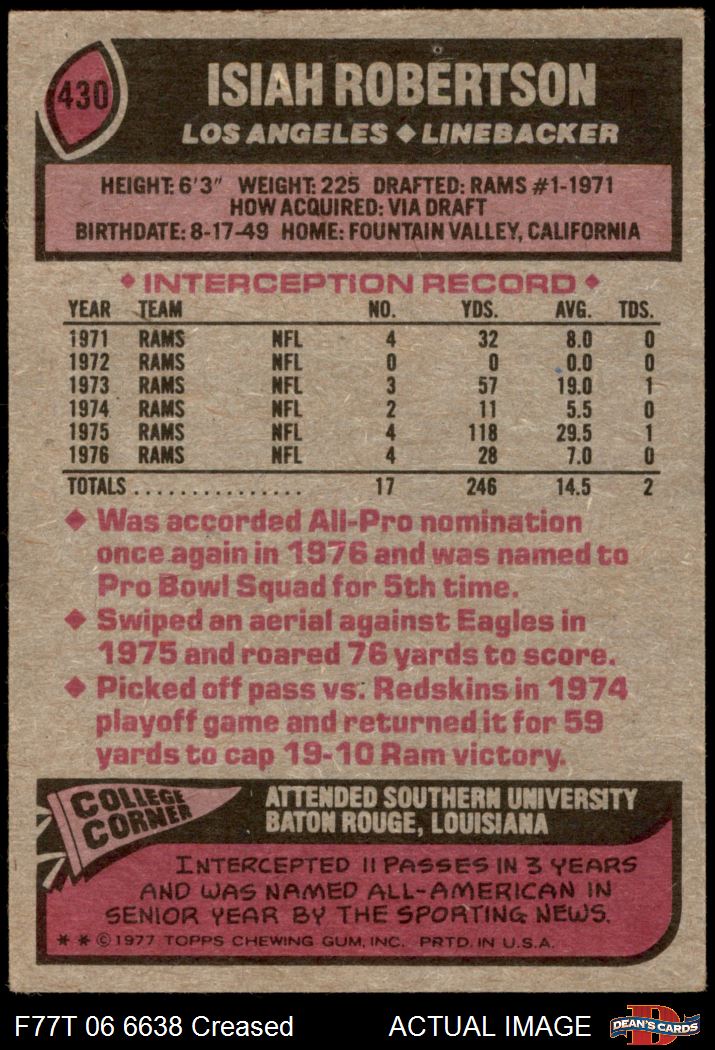 430
ISIAH ROBERTSON
LOS ANGELES ◆ LINEBACKER
HEIGHT: 6'3" WEIGHT: 225 DRAFTED: RAMS #1-1971
HOW ACQUIRED: VIA DRAFT
BIRTHDATE: 8-17-49 HOME: FOUNTAIN VALLEY, CALIFORNIA
◆ INTERCEPTION RECORD ◆
YEAR TEAM NO. YDS. AVG. TDS.
1971 RAMS NFL 4 32 8.0 0
1972 RAMS NFL 0 0 0.0 0
1973 RAMS NFL 3 57 19.0 1
1974 RAMS NFL 2 11 5.5 0
1975 RAMS NFL 4 118 29.5 1
1976 RAMS NFL 4 28 7.0 0
TOTALS ................ 17 246 14.5 2
◆ Was accorded All-Pro nomination
once again in 1976 and was named to
Pro Bowl Squad for 5th time.
◆ Swiped an aerial against Eagles in
1975 and roared 76 yards to score.
◆ Picked off pass vs. Redskins in 1974
playoff game and returned it for 59
yards to cap 19-10 Ram victory.
COLLEGE
CORNER
ATTENDED SOUTHERN UNIVERSITY
BATON ROUGE, LOUISIANA
INTERCEPTED 11 PASSES IN 3 YEARS
AND WAS NAMED ALL-AMERICAN IN
SENIOR YEAR BY THE SPORTING NEWS.
* * © 1977 TOPPS CHEWING GUM, INC. PRTD. IN U.S.A.
F77T 06 6638 Creased ACTUAL IMAGE
D
DEAN'S CARDS